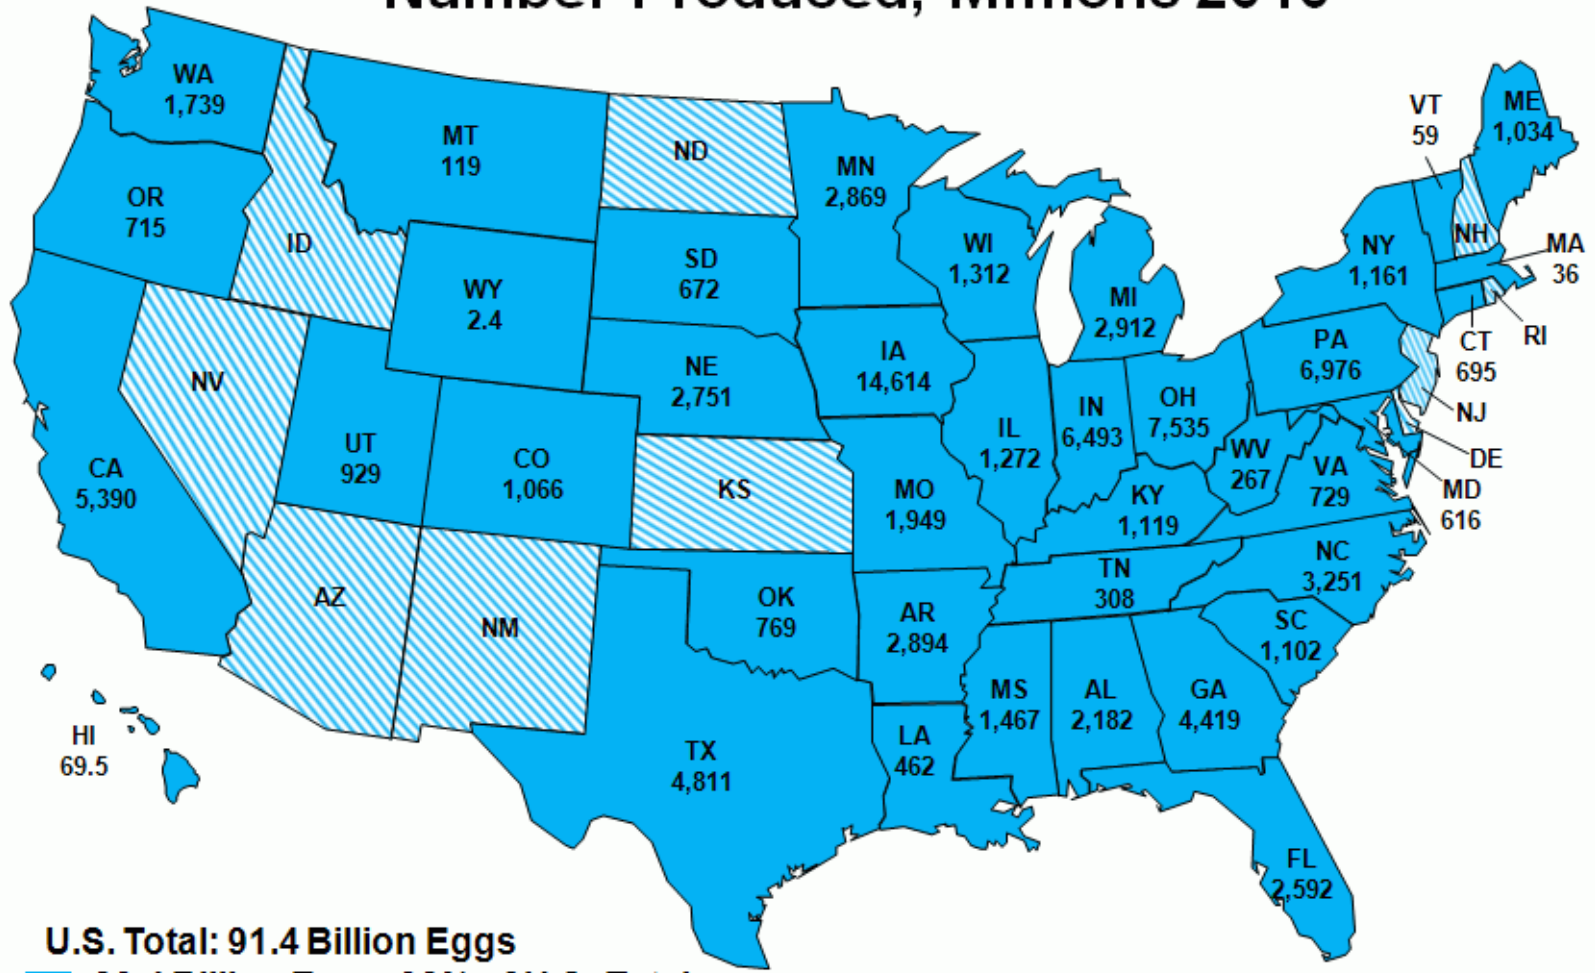 WA
1,739
MT
119
ND
MN
2,869
VT
59
ME
1,034
OR
715
ID
WY
2.4
SD
672
WI
1,312
MI
2,912
NY
1,161
NH
MA
36
RI
CT
695
NV
NE
2,751
IA
14,614
PA
6,976
NJ
DE
MD
616
CA
5,390
UT
929
CO
1,066
KS
MO
1,949
IL
1,272
IN
6,493
OH
7,535
WV
267
VA
729
KY
1,119
AZ
NM
OK
769
AR
2,894
TN
308
NC
3,251
SC
1,102
HI
69.5
TX
4,811
LA
462
MS
1,467
AL
2,182
GA
4,419
FL
2,592
U.S. Total: 91.4 Billion Eggs